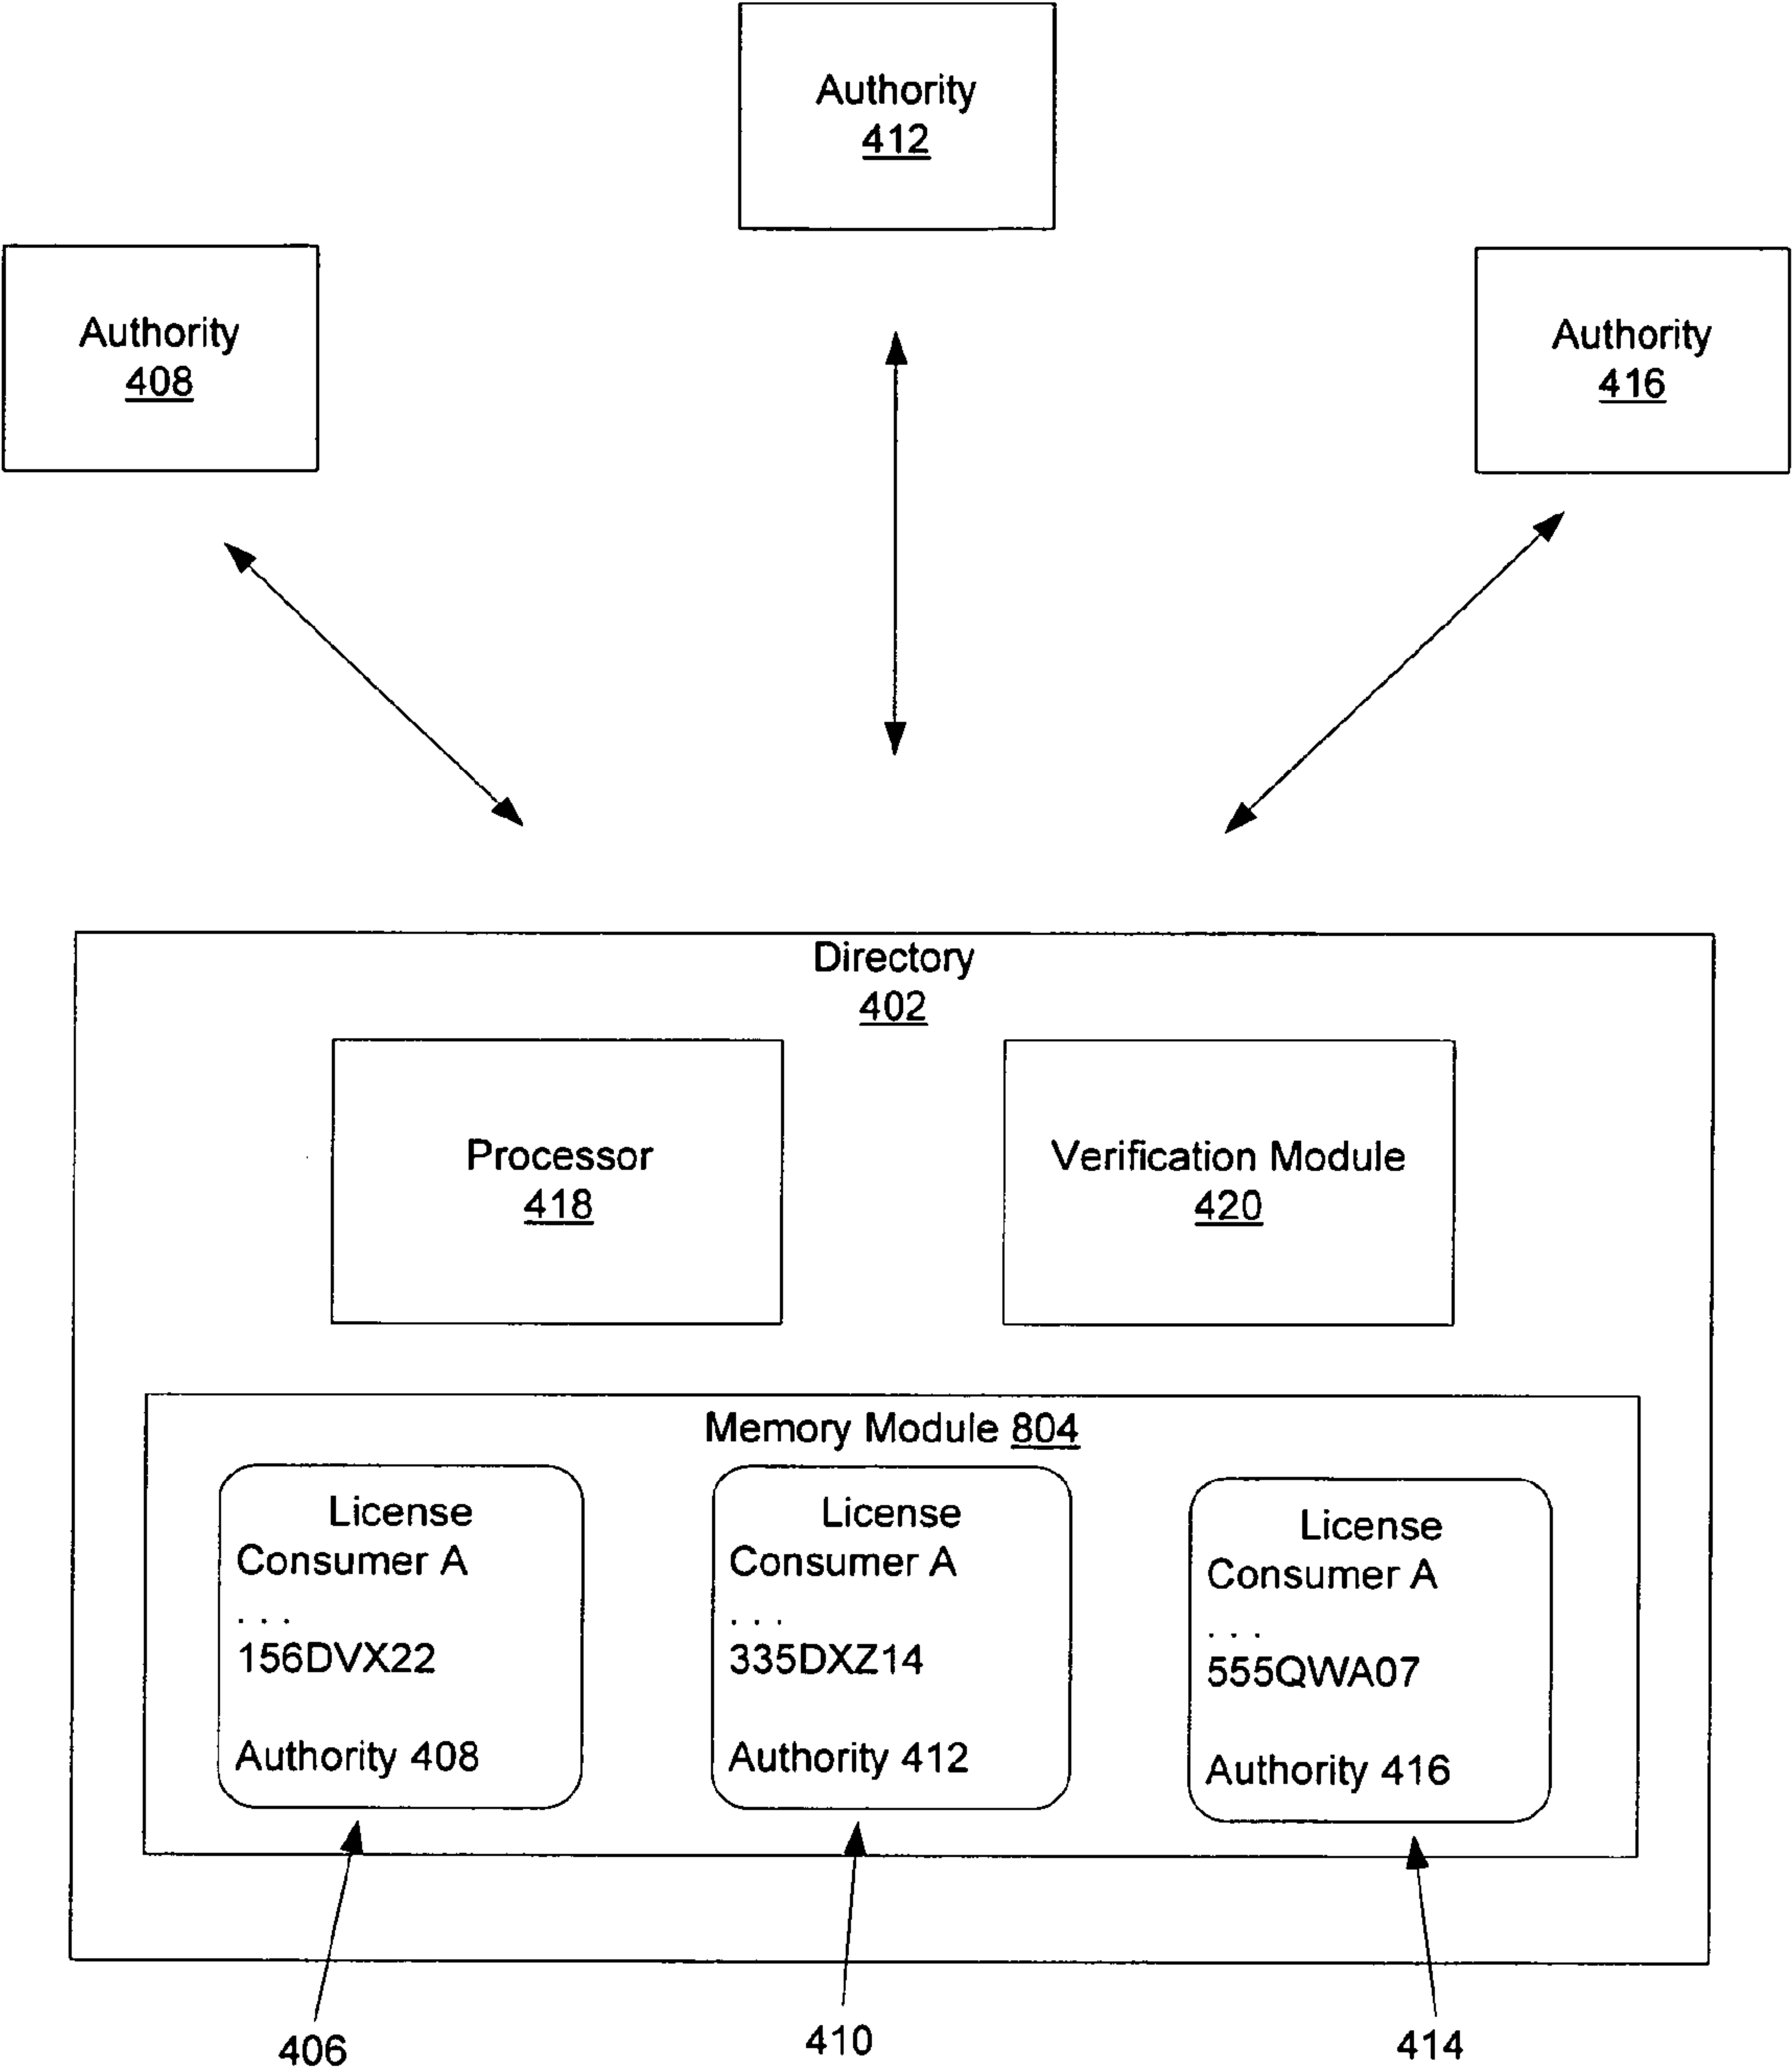 Authority
412
Authority
408
Authority
416
Directory
402
Processor
418
Verification Module
420
Memory Module 804
License
Consumer A
. . .
156DVX22
Authority 408
License
Consumer A
. . .
335DXZ14
Authority 412
License
Consumer A
. . .
555QWA07
Authority 416
406
410
414